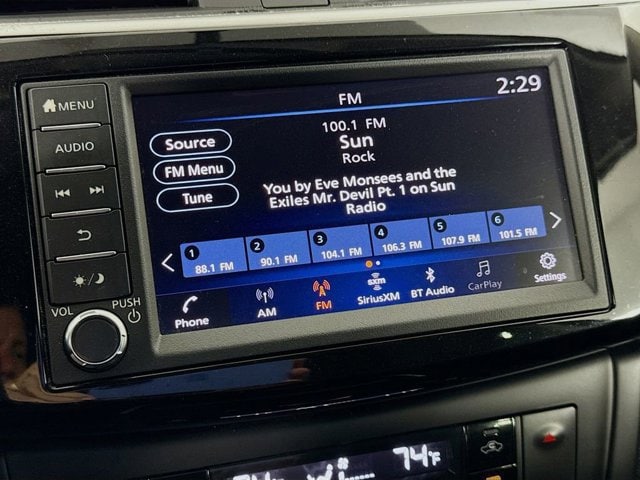 MENU
AUDIO
VOL
PUSH
FM
2:29
100.1 FM
Sun
Rock
Source
FM Menu
Tune
You by Eve Monsees and the
Exiles Mr. Devil Pt. 1 on Sun
Radio
1 88.1 FM
2 90.1 FM
3 104.1 FM
4 106.3 FM
5 107.9 FM
6 101.5 FM
Phone
AM
FM
sxm
SiriusXM
BT Audio
CarPlay
Settings
74°F
74°F